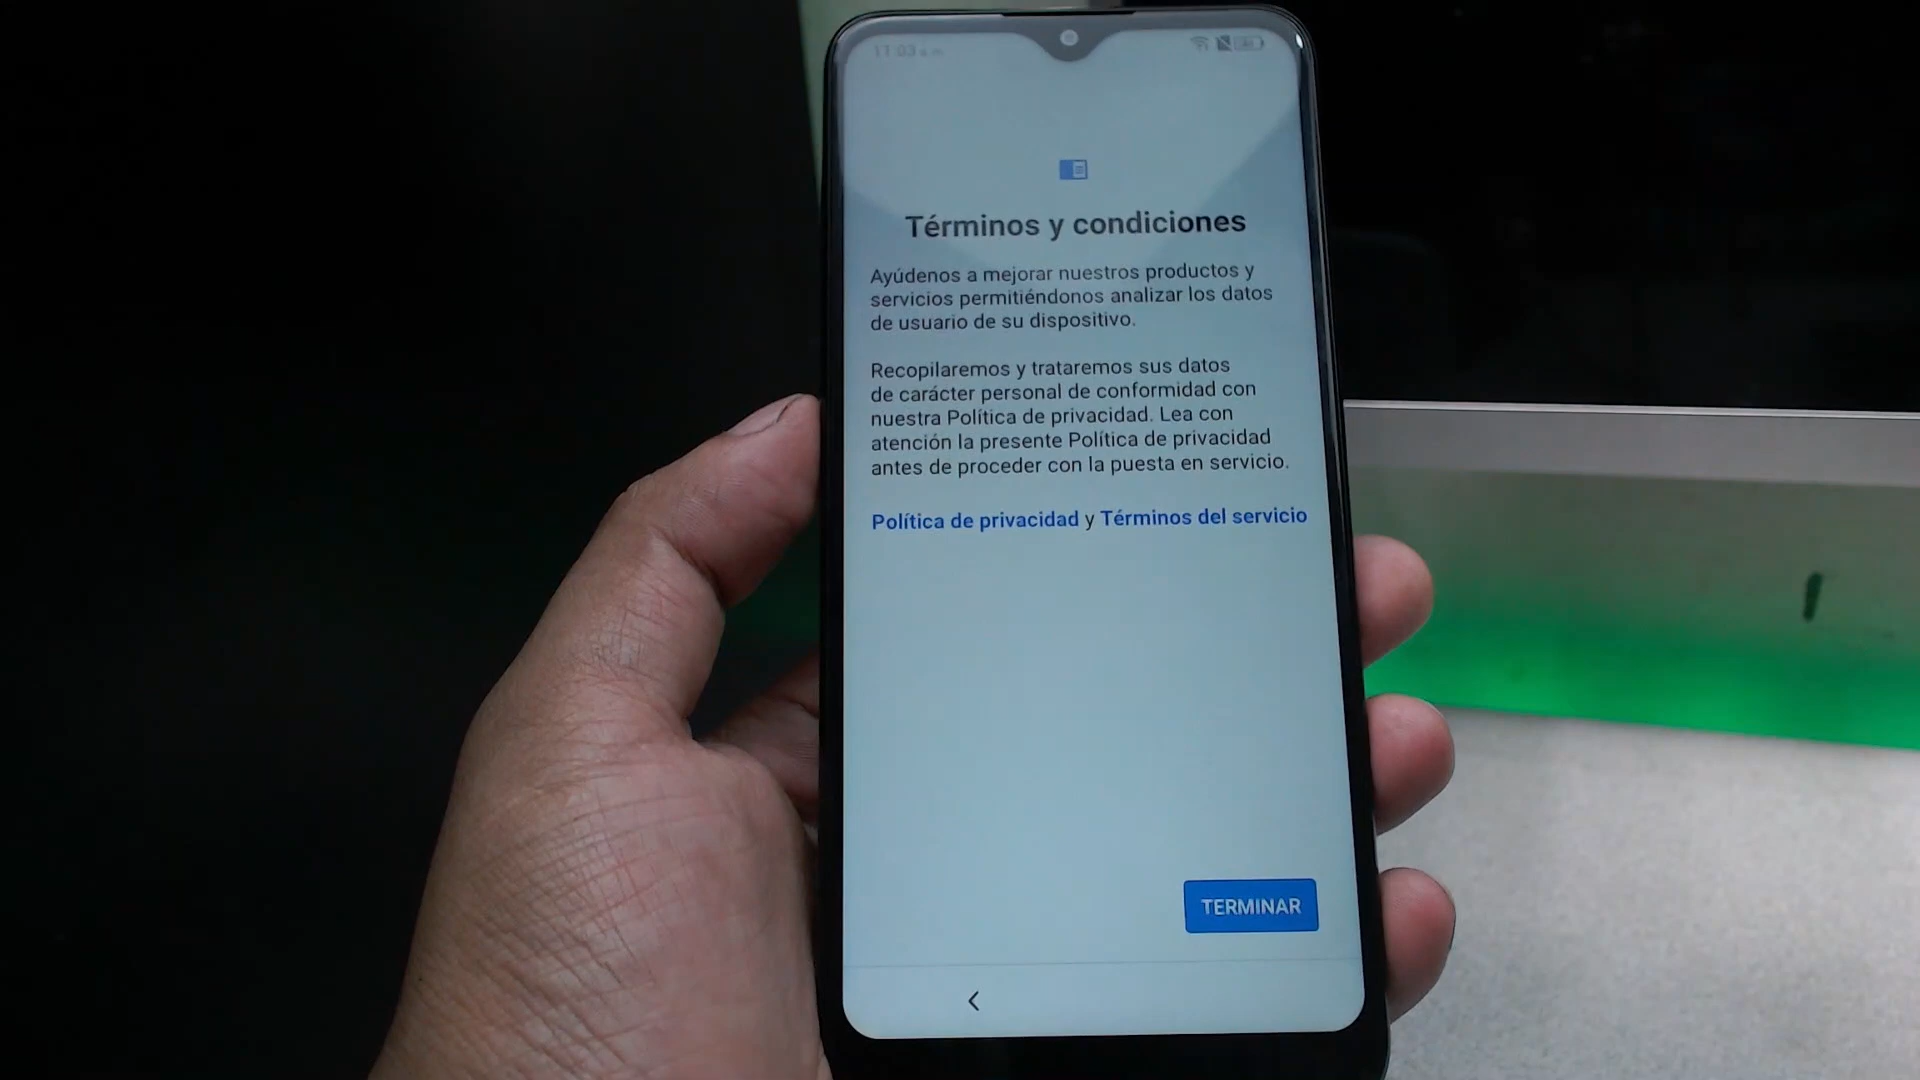 11:03 a.m.
Términos y condiciones
Ayúdenos a mejorar nuestros productos y
servicios permitiéndonos analizar los datos
de usuario de su dispositivo.
Recopilaremos y trataremos sus datos
de carácter personal de conformidad con
nuestra Política de privacidad. Lea con
atención la presente Política de privacidad
antes de proceder con la puesta en servicio.
Política de privacidad y Términos del servicio
TERMINAR